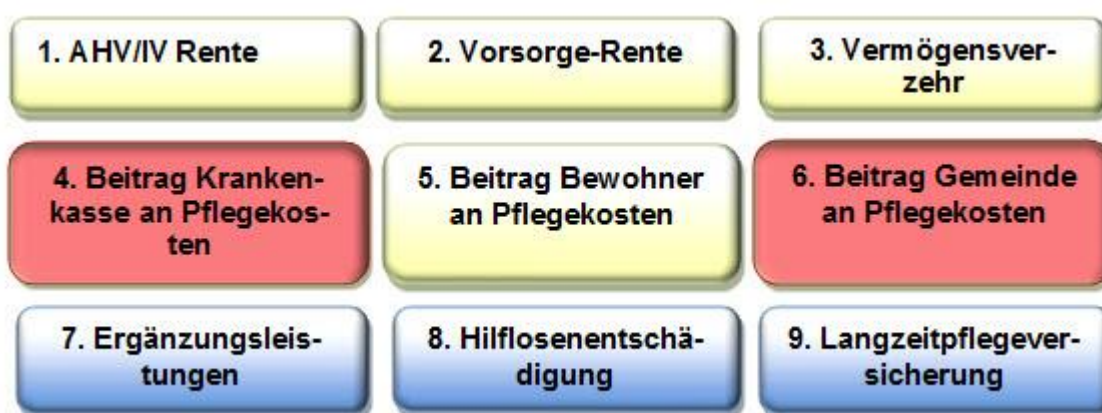 1. AHV/IV Rente
2. Vorsorge-Rente
3. Vermögensver-
zehr
4. Beitrag Kranken-
kasse an Pflegekos-
ten
5. Beitrag Bewohner
an Pflegekosten
6. Beitrag Gemeinde
an Pflegekosten
7. Ergänzungsleis-
tungen
8. Hilflosenentschä-
digung
9. Langzeitpflegever-
sicherung